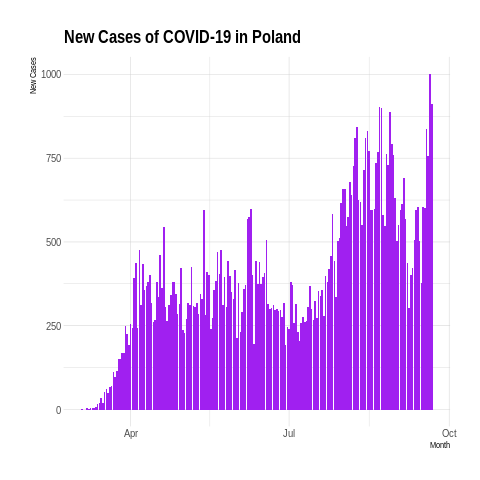 New Cases of COVID-19 in Poland
New Cases
1000
750
500
250
0
Apr
Jul
Oct
Month